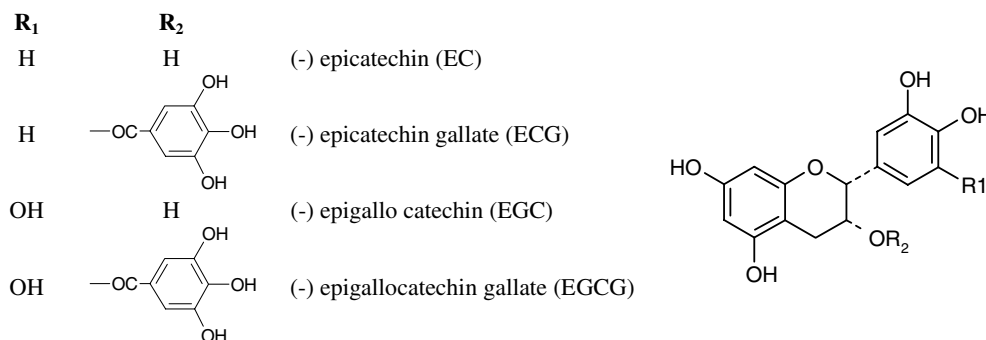 R1 R2
H H (-) epicatechin (EC)
OH
H —OC OH (-) epicatechin gallate (ECG)
OH
OH H (-) epigallo catechin (EGC)
OH
OH —OC OH (-) epigallocatechin gallate (EGCG)
OH
OH
OH
HO O R1
OR2
OH